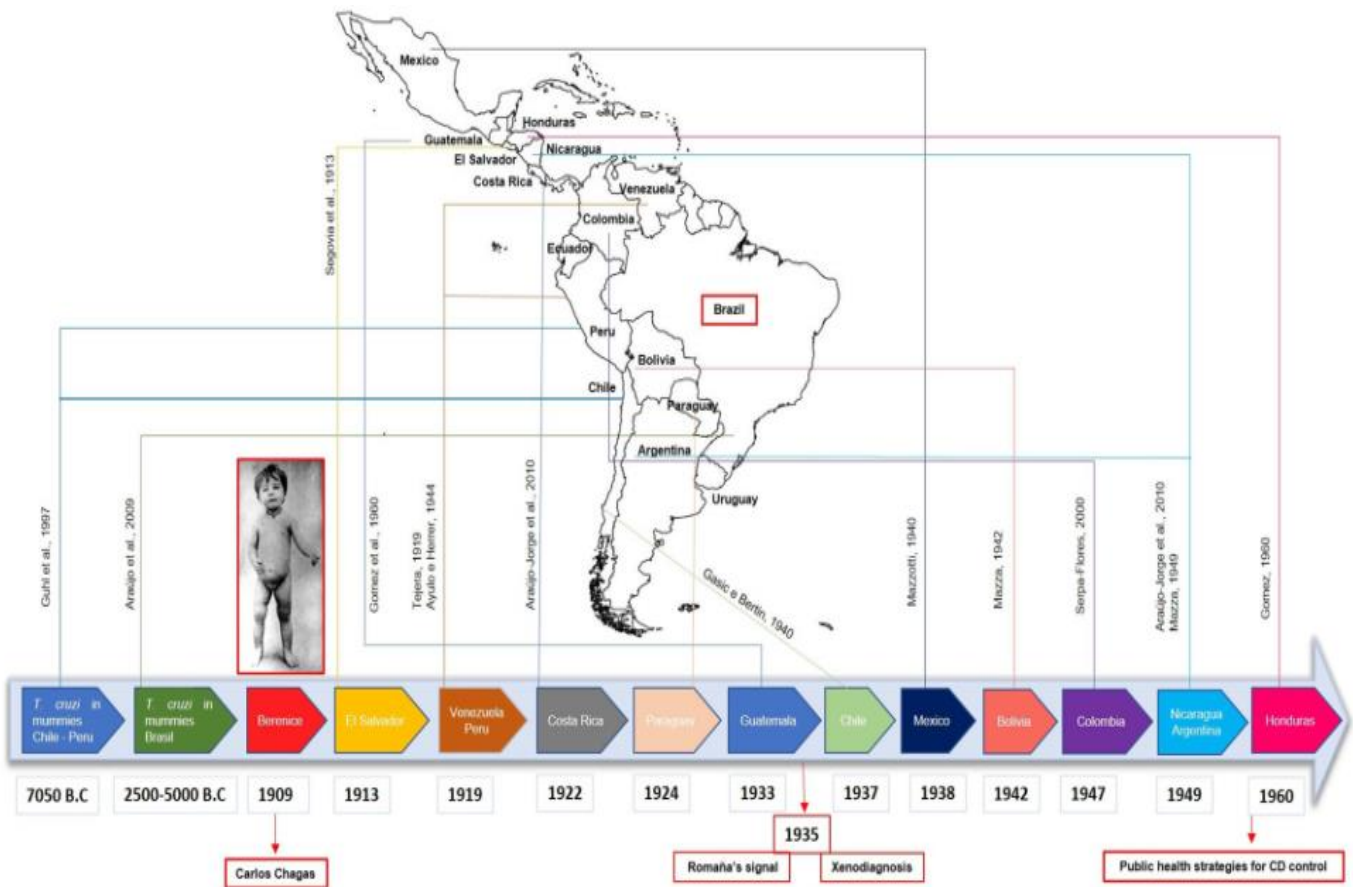 Mexico
Honduras
Guatemala
Nicaragua
El Salvador
Costa Rica
Venezuela
Colombia
Ecuador
Brazil
Peru
Bolivia
Chile
Paraguay
Argentina
Uruguay
Guhl et al., 1997
Araújo et al., 2009
Segovia et al., 1913
Gomez et al., 1960
Tejera, 1919
Ayulo e Herrer, 1944
Araújo-Jorge et al., 2010
Gasic e Bertin, 1940
Mazzotti, 1940
Mazza, 1942
Serpa-Flores, 2000
Araújo-Jorge et al., 2010
Mazza, 1949
Gomez, 1960
T. cruzi in
mummies
Chile - Peru
T. cruzi in
mummies
Brasil
Berenice
El Salvador
Venezuela
Peru
Costa Rica
Paraguai
Guatemala
Chile
Mexico
Bolivia
Colombia
Nicaragua
Argentina
Honduras
7050 B.C
2500-5000 B.C
1909
1913
1919
1922
1924
1933
1937
1938
1942
1947
1949
1960
1935
Carlos Chagas
Romaña's signal
Xenodiagnosis
Public health strategies for CD control